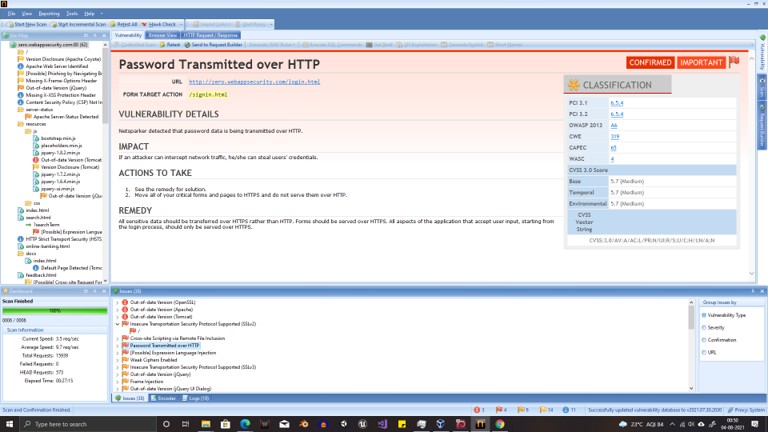 File View Reporting Tools Help
Start New Scan Start Incremental Scan Retest All Hawk Check
Site Map
Vulnerability Browser View HTTP Request / Response
Retest Send to Request Builder
zero.webappsecurity.com:80 (62)
/
Version Disclosure (Apache Coyote)
Apache Web Server Identified
[Possible] Phishing by Navigating B
Missing X-Frame-Options Header
Out-of-date Version (jQuery)
Missing X-XSS Protection Header
Content Security Policy (CSP) Not In
server-status
Apache Server-Status Detected
resources
js
bootstrap.min.js
placeholders.min.js
jquery-1.8.2.min.js
Out-of-date Version (Tomcat
Version Disclosure (Tomcat)
jquery-1.7.2.min.js
jquery-1.6.4.min.js
jquery-ui.min.js
Out-of-date Version (jQu
css
index.html
search.html
?searchTerm
[Possible] Expression Langua
HTTP Strict Transport Security (HSTS
online-banking.html
docs
index.html
Default Page Detected (Tomc
feedback.html
[Possible] Cross-site Request For
Password Transmitted over HTTP
CONFIRMED IMPORTANT
URL http://zero.webappsecurity.com/login.html
FORM TARGET ACTION /signin.html
VULNERABILITY DETAILS
Netsparker detected that password data is being transmitted over HTTP.
IMPACT
If an attacker can intercept network traffic, he/she can steal users' credentials.
ACTIONS TO TAKE
1. See the remedy for solution.
2. Move all of your critical forms and pages to HTTPS and do not serve them over HTTP.
REMEDY
All sensitive data should be transferred over HTTPS rather than HTTP. Forms should be served over HTTPS. All aspects of the application that accept user input, starting from
the login process, should only be served over HTTPS.
CLASSIFICATION
PCI 3.1 6.5.4
PCI 3.2 6.5.4
OWASP 2013 A6
CWE 319
CAPEC 65
WASC 4
CVSS 3.0 Score
Base 5.7 (Medium)
Temporal 5.7 (Medium)
Environmental 5.7 (Medium)
CVSS
Vector
String
CVSS:3.0/AV:A/AC:L/PR:N/UI:R/S:U/C:H/I:N/A:N
Vulnerability
Scan
Request Builder
Dashboard
Scan Finished
100%
0006 / 0006
Scan Information
Current Speed: 3.5 req/sec
Average Speed: 9.7 req/sec
Total Requests: 15939
Failed Requests: 0
HEAD Requests: 573
Elapsed Time: 00:27:15
Issues (38)
Out-of-date Version (OpenSSL)
Out-of-date Version (Apache)
Out-of-date Version (Tomcat)
Insecure Transportation Security Protocol Supported (SSLv2)
/
Cross-site Scripting via Remote File Inclusion
Password Transmitted over HTTP
[Possible] Expression Language Injection
Weak Ciphers Enabled
Insecure Transportation Security Protocol Supported (SSLv3)
Out-of-date Version (jQuery)
Frame Injection
Out-of-date Version (jQuery UI Dialog)
Group Issues by
Vulnerability Type
Severity
Confirmation
URL
Issues (38) Encoder Logs (18)
Scan and Confirmation Finished.
Successfully updated vulnerability database to v2021.07.30.2000 Proxy: System
Type here to search
23°C AQI 84
ENG
00:50
04-08-2021